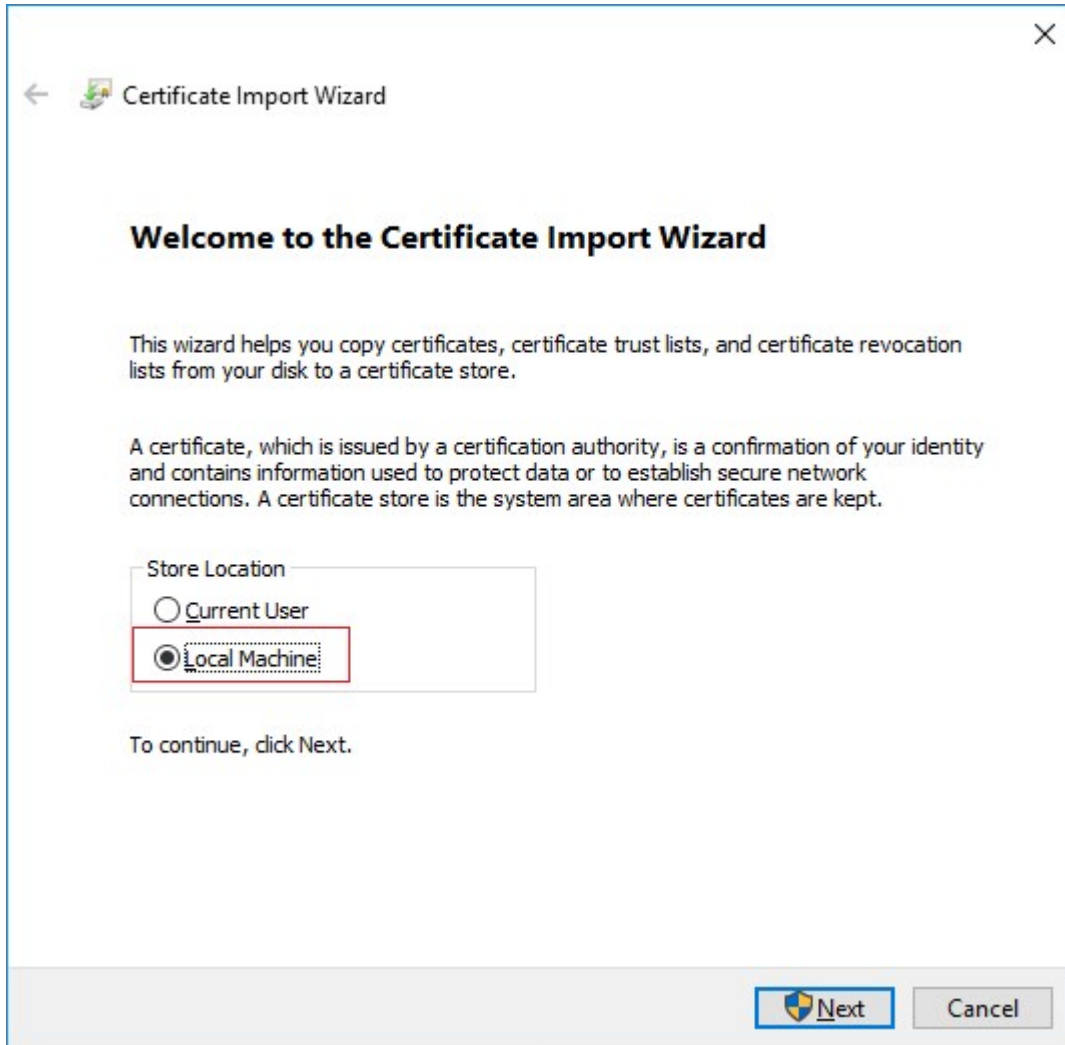 Certificate Import Wizard
Welcome to the Certificate Import Wizard
This wizard helps you copy certificates, certificate trust lists, and certificate revocation
lists from your disk to a certificate store.
A certificate, which is issued by a certification authority, is a confirmation of your identity
and contains information used to protect data or to establish secure network
connections. A certificate store is the system area where certificates are kept.
Store Location
Current User
Local Machine
To continue, click Next.
Next
Cancel